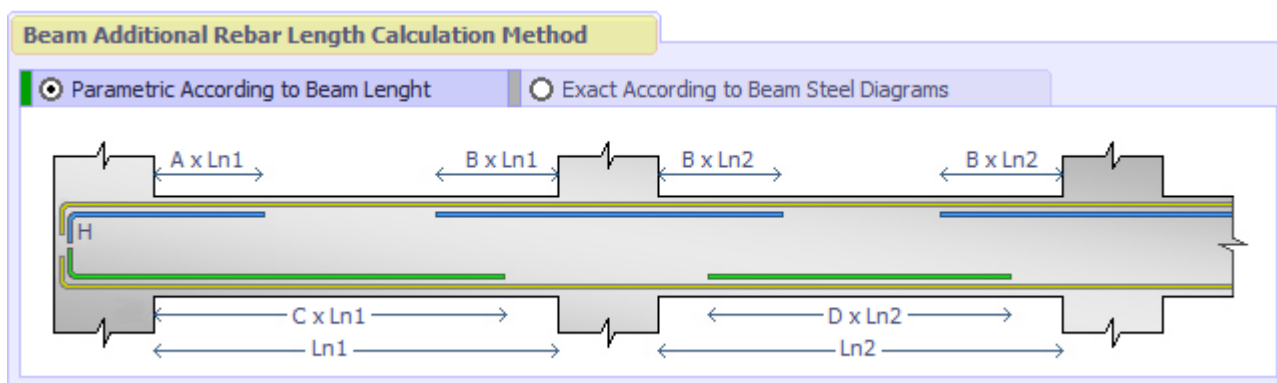 Beam Additional Rebar Length Calculation Method
Parametric According to Beam Lenght
Exact According to Beam Steel Diagrams
A x Ln1
B x Ln1
B x Ln2
B x Ln2
H
C x Ln1
D x Ln2
Ln1
Ln2